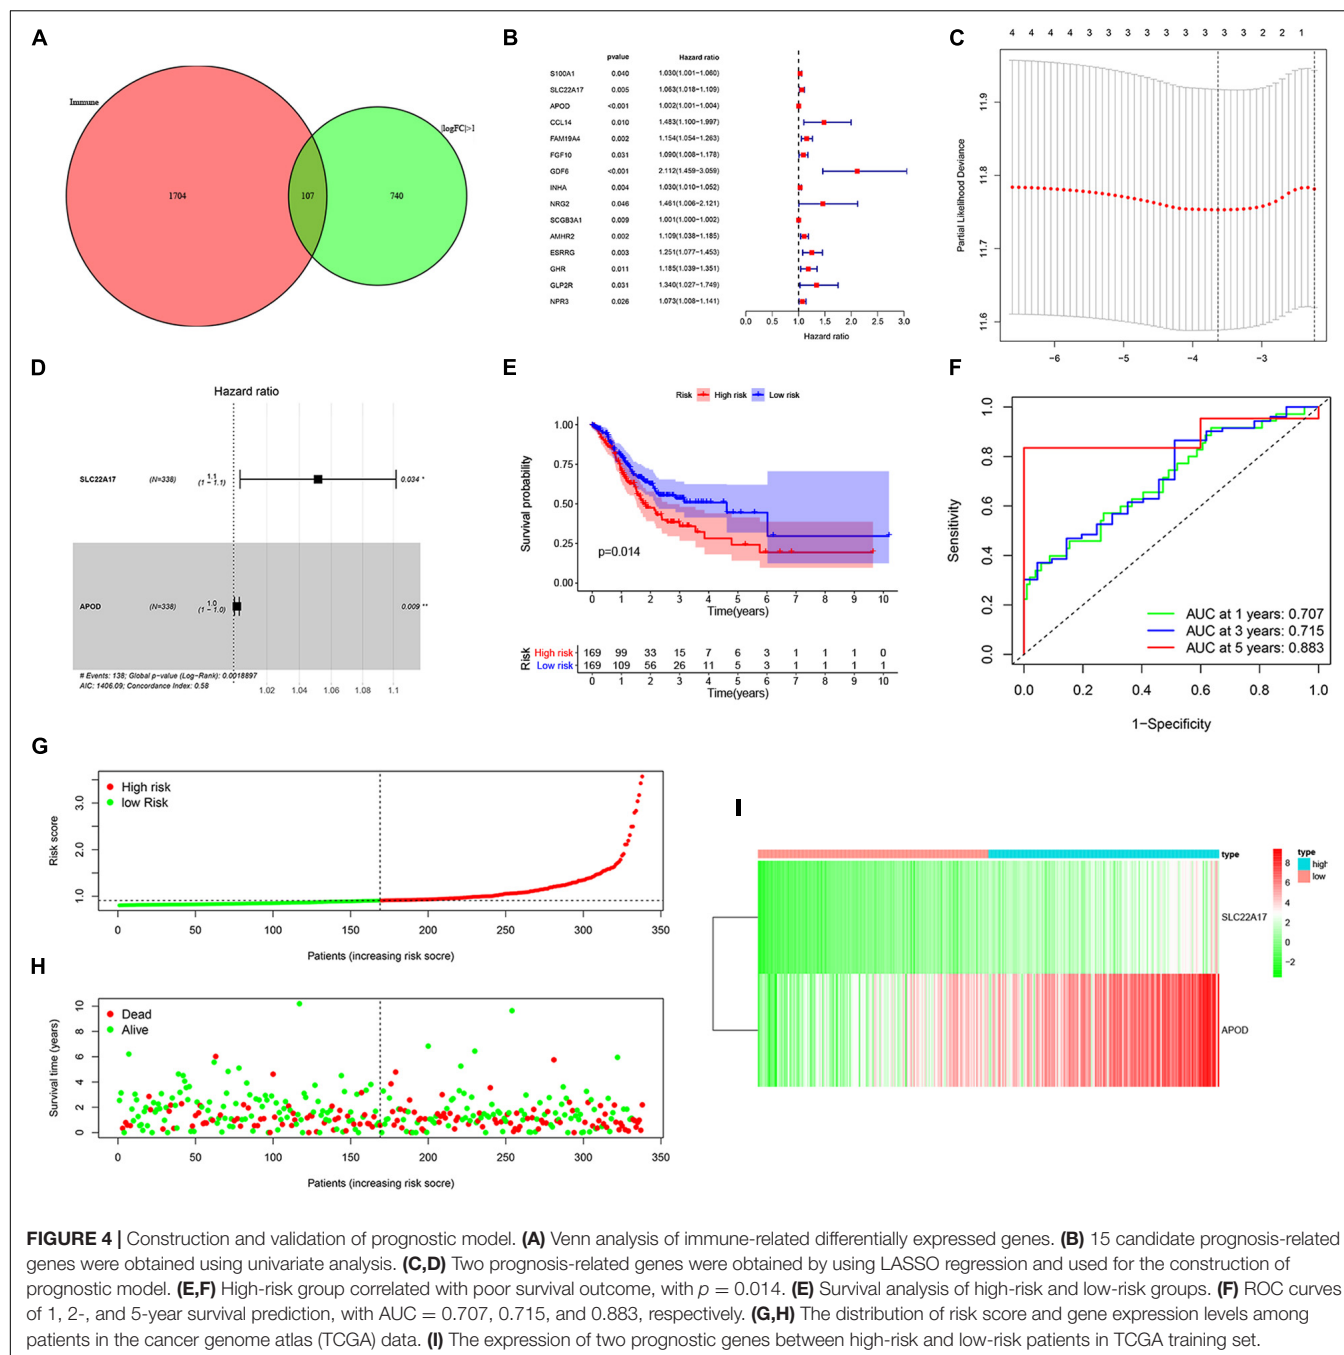 A
Immune
|logFC|>1
1704
107
740
B
pvalue Hazard ratio
S100A1 0.040 1.030(1.001−1.060)
SLC22A17 0.005 1.063(1.018−1.109)
APOD <0.001 1.002(1.001−1.004)
CCL14 0.010 1.483(1.100−1.997)
FAM19A4 0.002 1.154(1.054−1.263)
FGF10 0.031 1.090(1.008−1.178)
GDF6 <0.001 2.112(1.459−3.059)
INHA 0.004 1.030(1.010−1.052)
NRG2 0.046 1.461(1.006−2.121)
SCGB3A1 0.009 1.001(1.000−1.002)
AMHR2 0.002 1.109(1.038−1.185)
ESRRG 0.003 1.251(1.077−1.453)
GHR 0.011 1.185(1.039−1.351)
GLP2R 0.031 1.340(1.027−1.749)
NPR3 0.026 1.073(1.008−1.141)
0.0 0.5 1.0 1.5 2.0 2.5 3.0
Hazard ratio
C
4 4 4 4 3 3 3 3 3 3 3 3 2 2 1
Partial Likelihood Deviance
11.9
11.8
11.7
11.6
−6 −5 −4 −3
D
Hazard ratio
SLC22A17 (N=338) 1.1 (1 − 1.1) 0.034 *
APOD (N=338) 1.0 (1 − 1.0) 0.009 **
# Events: 138; Global p−value (Log−Rank): 0.0018897
AIC: 1406.09; Concordance Index: 0.58
1.02 1.04 1.06 1.08 1.1
E
Risk High risk Low risk
Survival probability
1.00
0.75
0.50
0.25
0.00
p=0.014
0 1 2 3 4 5 6 7 8 9 10
Time(years)
Risk
High risk 169 99 33 15 7 6 3 1 1 1 0
Low risk 169 109 56 26 11 5 3 1 1 1 1
0 1 2 3 4 5 6 7 8 9 10
Time(years)
F
Sensitivity
1.0
0.8
0.6
0.4
0.2
0.0
AUC at 1 years: 0.707
AUC at 3 years: 0.715
AUC at 5 years: 0.883
0.0 0.2 0.4 0.6 0.8 1.0
1−Specificity
G
Risk score
3.0
2.0
1.0
High risk
low Risk
0 50 100 150 200 250 300 350
Patients (increasing risk socre)
H
Survival time (years)
10
8
6
4
2
0
Dead
Alive
0 50 100 150 200 250 300 350
Patients (increasing risk socre)
I
type
SLC22A17
APOD
8
6
4
2
0
−2
type
high
low
FIGURE 4 | Construction and validation of prognostic model. (A) Venn analysis of immune-related differentially expressed genes. (B) 15 candidate prognosis-related
genes were obtained using univariate analysis. (C,D) Two prognosis-related genes were obtained by using LASSO regression and used for the construction of
prognostic model. (E,F) High-risk group correlated with poor survival outcome, with p = 0.014. (E) Survival analysis of high-risk and low-risk groups. (F) ROC curves
of 1, 2-, and 5-year survival prediction, with AUC = 0.707, 0.715, and 0.883, respectively. (G,H) The distribution of risk score and gene expression levels among
patients in the cancer genome atlas (TCGA) data. (I) The expression of two prognostic genes between high-risk and low-risk patients in TCGA training set.